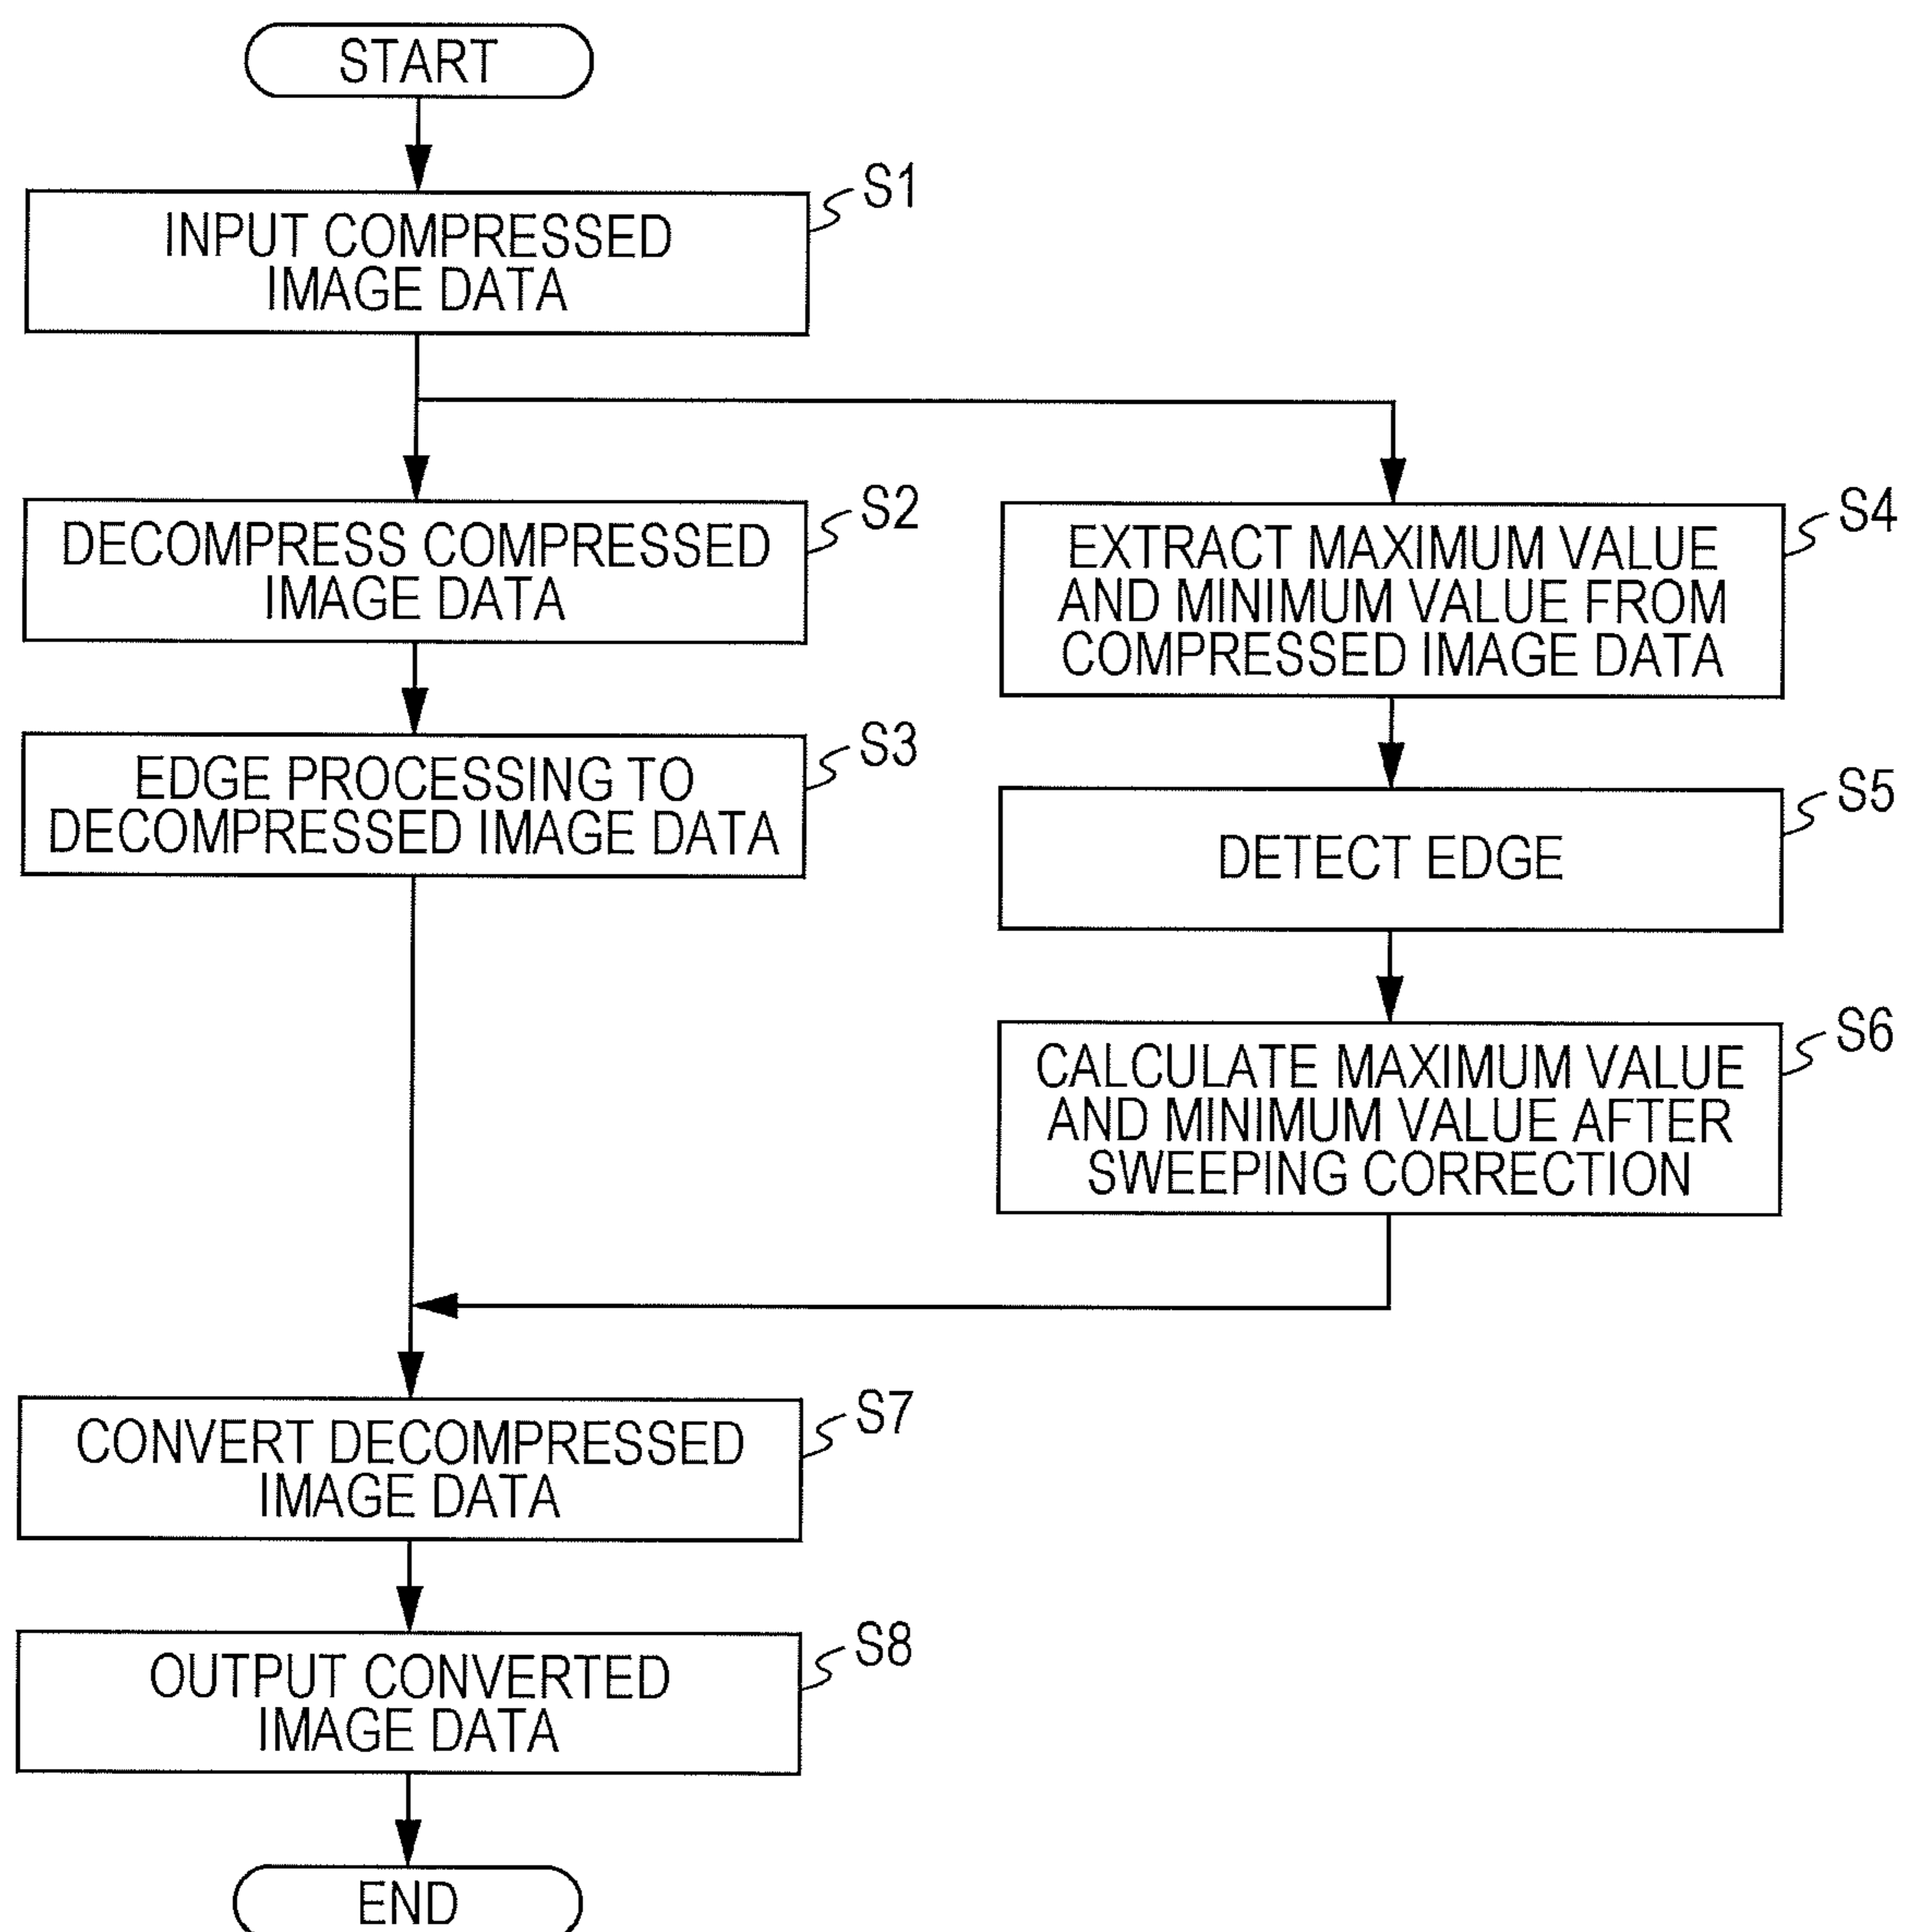 START
S1
INPUT COMPRESSED
IMAGE DATA
S2
DECOMPRESS COMPRESSED
IMAGE DATA
S3
EDGE PROCESSING TO
DECOMPRESSED IMAGE DATA
S4
EXTRACT MAXIMUM VALUE
AND MINIMUM VALUE FROM
COMPRESSED IMAGE DATA
S5
DETECT EDGE
S6
CALCULATE MAXIMUM VALUE
AND MINIMUM VALUE AFTER
SWEEPING CORRECTION
S7
CONVERT DECOMPRESSED
IMAGE DATA
S8
OUTPUT CONVERTED
IMAGE DATA
END